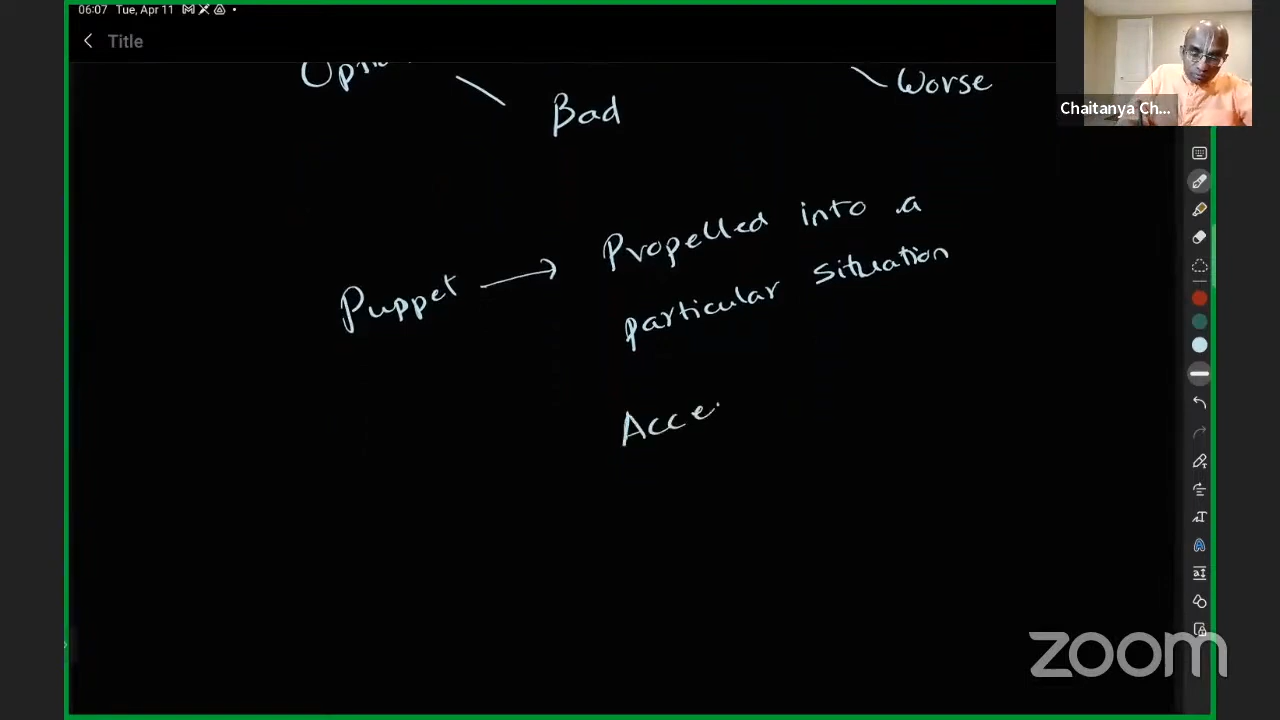 06:07 Tue, Apr 11
Title
Worse
Bad
Chaitanya Ch...
Propelled into a
Puppet → particular situation
Acce
zoom